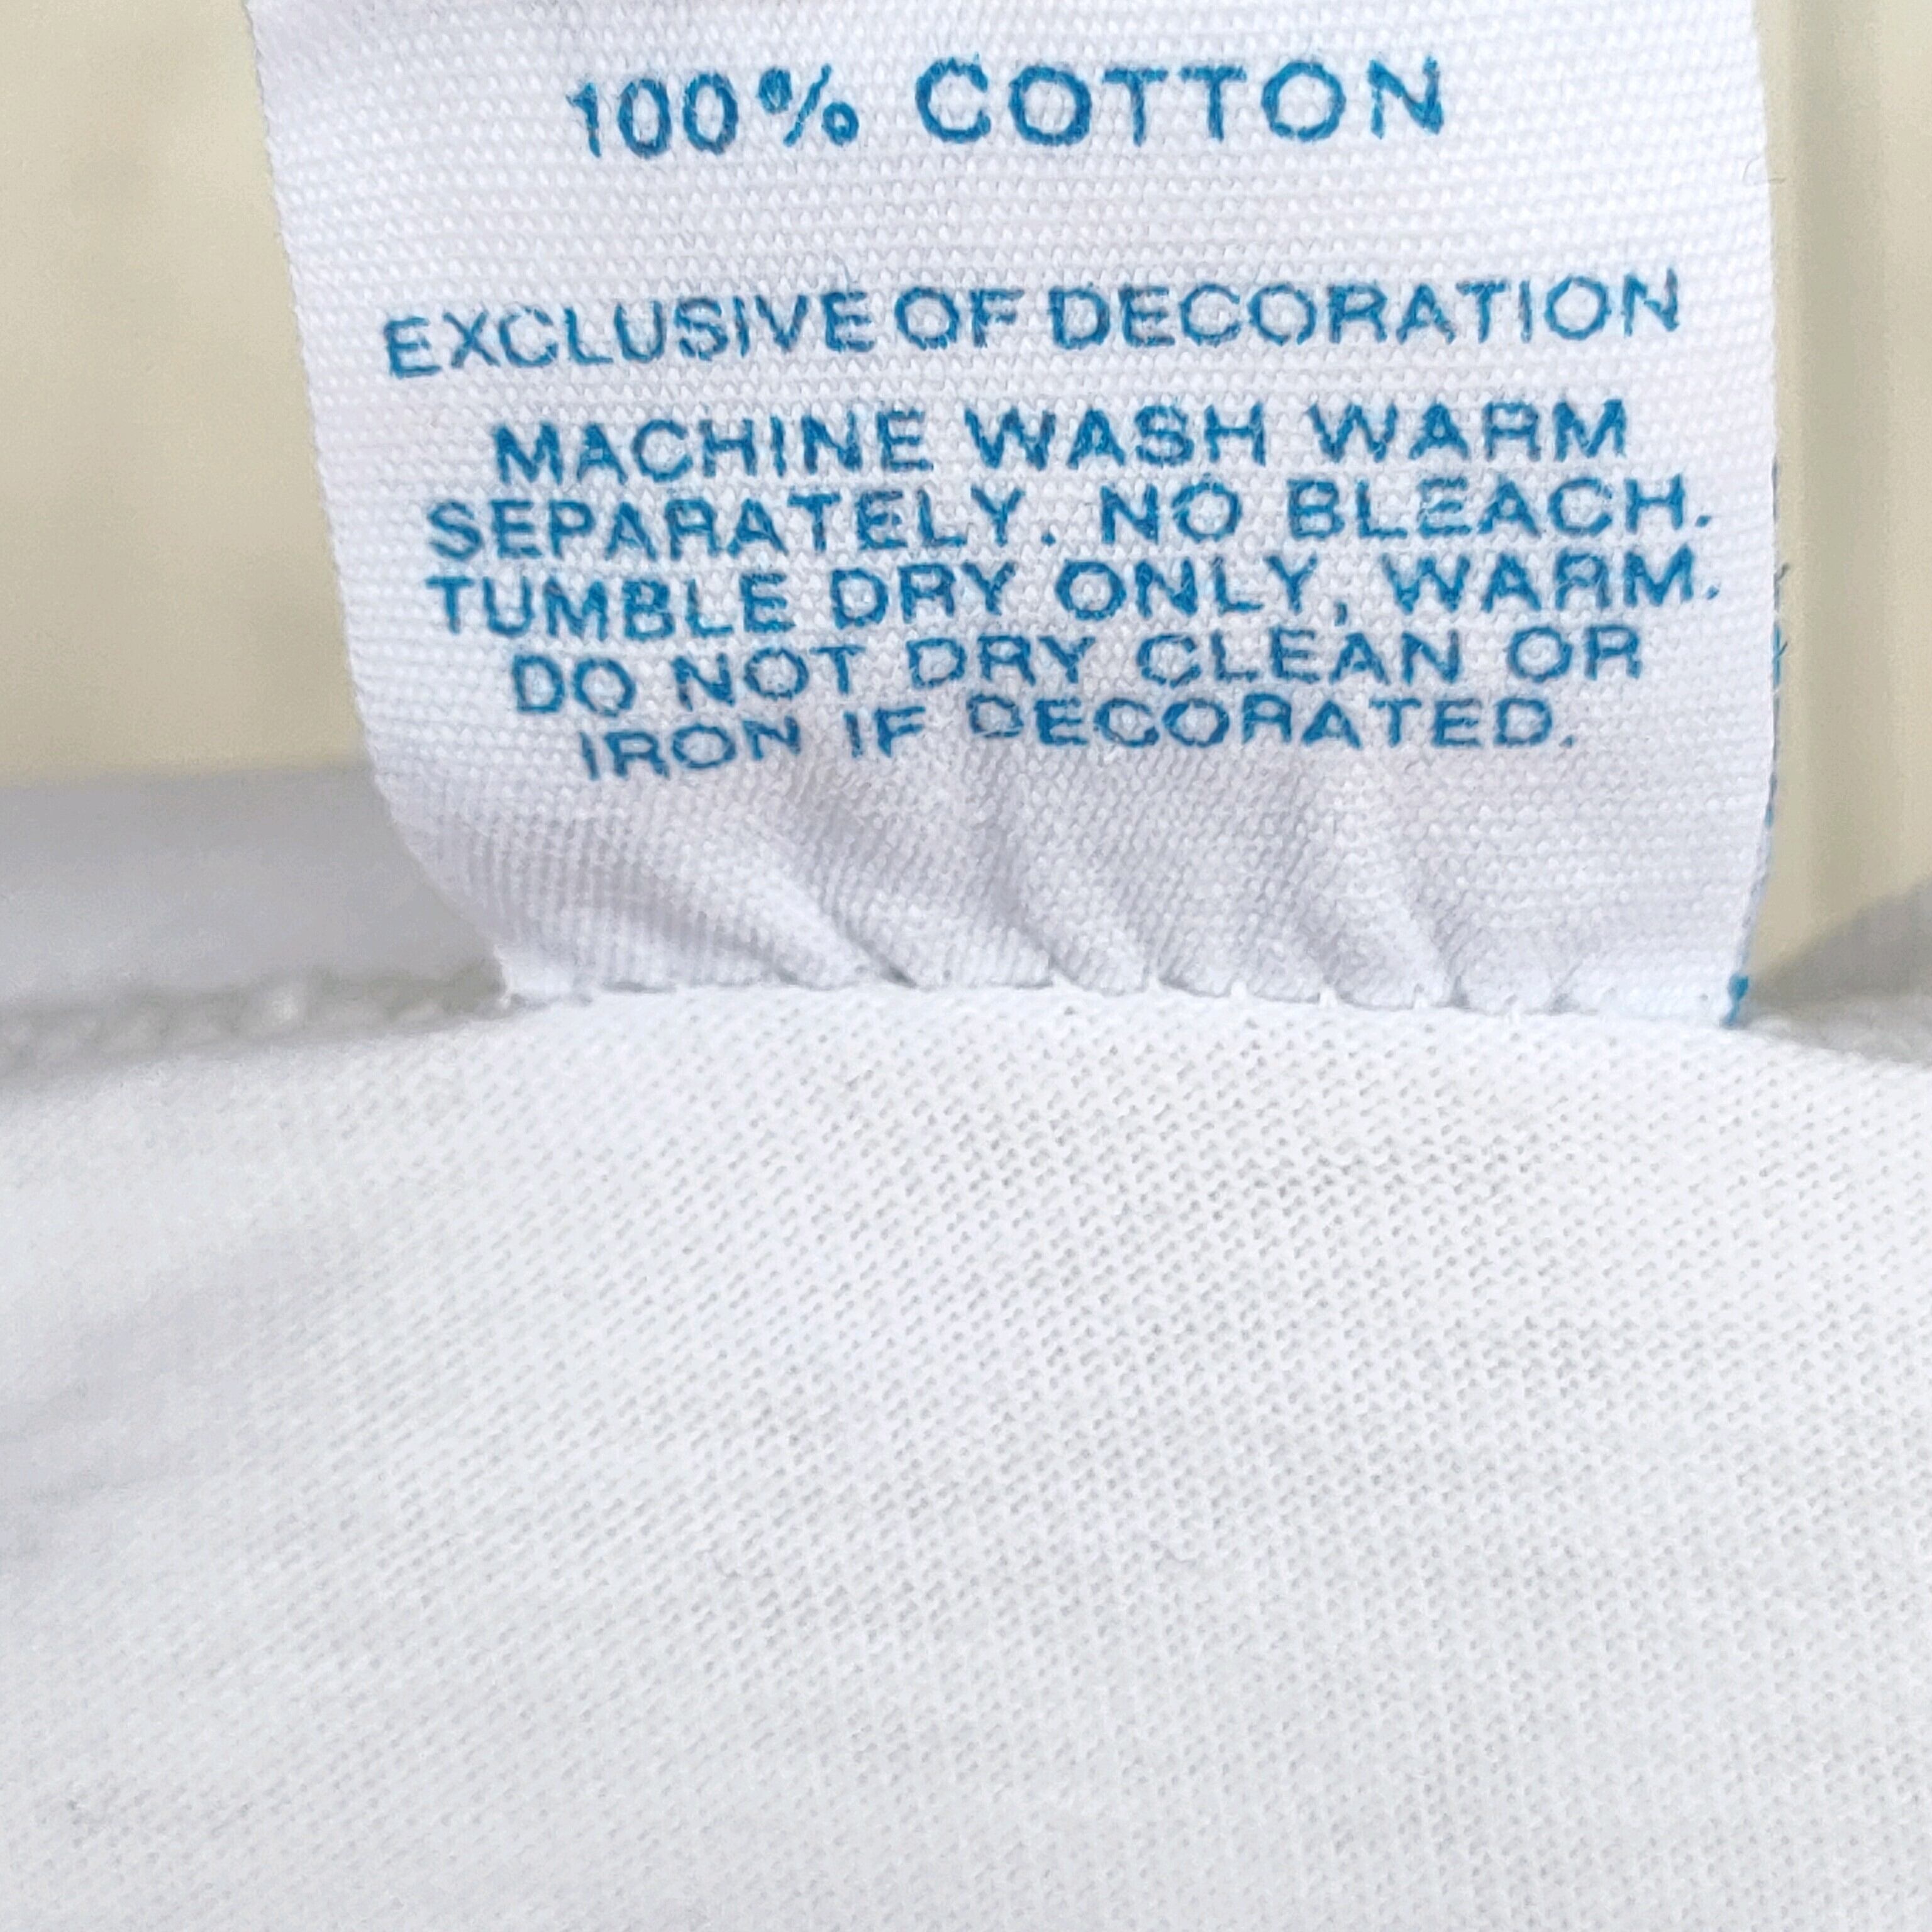 100% COTTON
EXCLUSIVE OF DECORATION
MACHINE WASH WARM
SEPARATELY. NO BLEACH.
TUMBLE DRY ONLY, WARM.
DO NOT DRY CLEAN OR
IRON IF DECORATED.